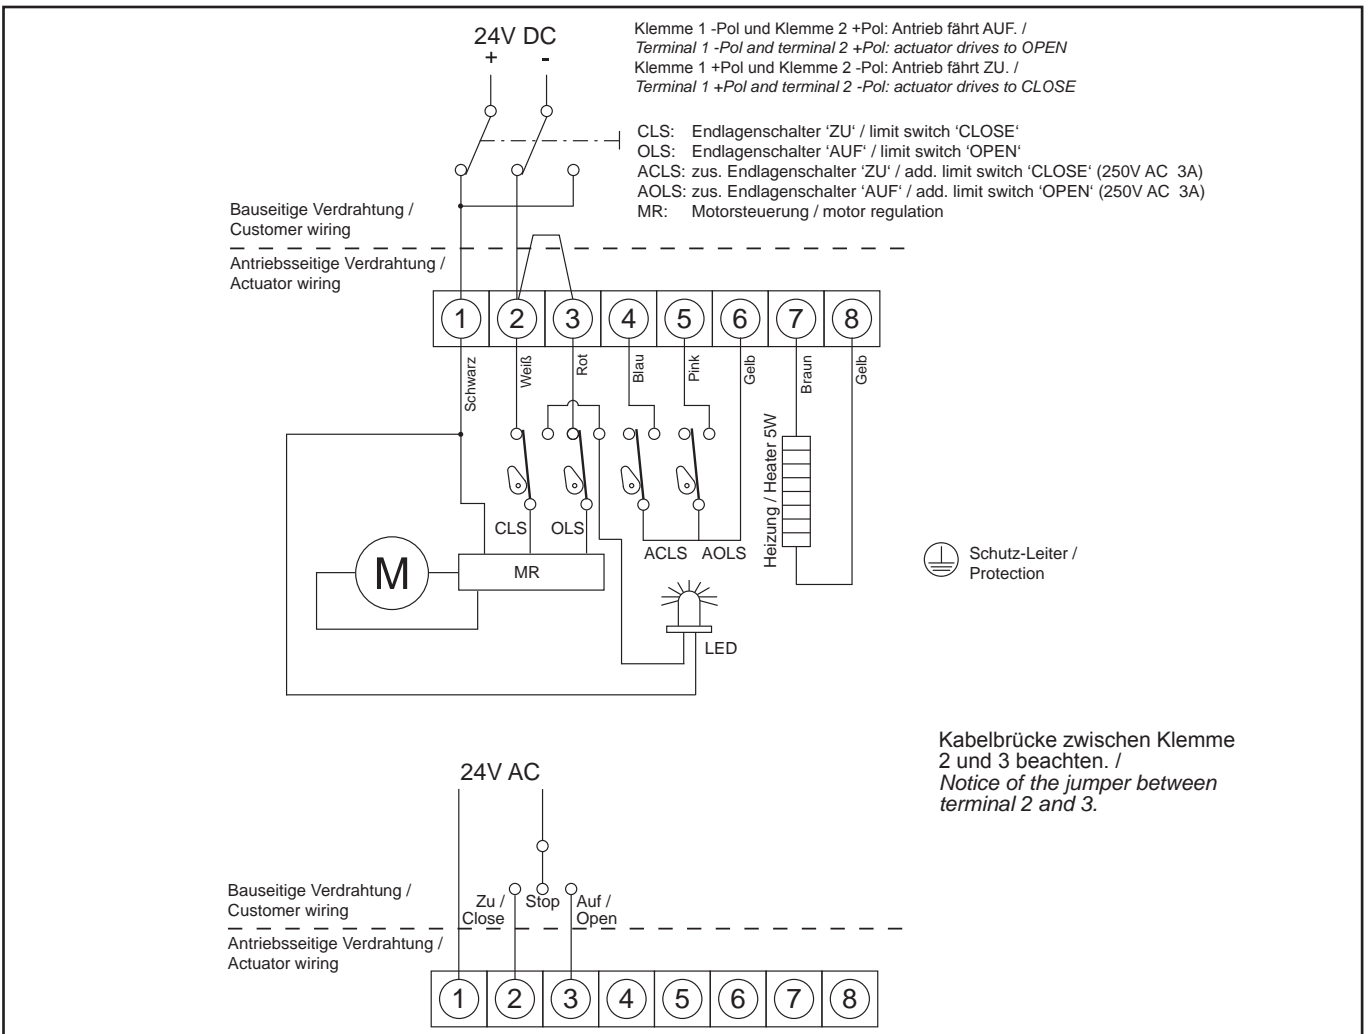 24V DC
+ -
Klemme 1 -Pol und Klemme 2 +Pol: Antrieb fährt AUF. /
Terminal 1 -Pol and terminal 2 +Pol: actuator drives to OPEN
Klemme 1 +Pol und Klemme 2 -Pol: Antrieb fährt ZU. /
Terminal 1 +Pol and terminal 2 -Pol: actuator drives to CLOSE
CLS: Endlagenschalter ‘ZU‘ / limit switch ‘CLOSE‘
OLS: Endlagenschalter ‘AUF‘ / limit switch ‘OPEN‘
ACLS: zus. Endlagenschalter ‘ZU‘ / add. limit switch ‘CLOSE‘ (250V AC 3A)
AOLS: zus. Endlagenschalter ‘AUF‘ / add. limit switch ‘OPEN‘ (250V AC 3A)
MR: Motorsteuerung / motor regulation
Bauseitige Verdrahtung /
Customer wiring
Antriebsseitige Verdrahtung /
Actuator wiring
1 2 3 4 5 6 7 8
Schwarz
Weiß
Rot
Blau
Pink
Gelb
Braun
Gelb
Heizung / Heater 5W
CLS OLS
ACLS AOLS
M
MR
LED
Schutz-Leiter /
Protection
Kabelbrücke zwischen Klemme
2 und 3 beachten. /
Notice of the jumper between
terminal 2 and 3.
24V AC
Bauseitige Verdrahtung /
Customer wiring
Zu /
Close
Stop
Auf /
Open
Antriebsseitige Verdrahtung /
Actuator wiring
1 2 3 4 5 6 7 8